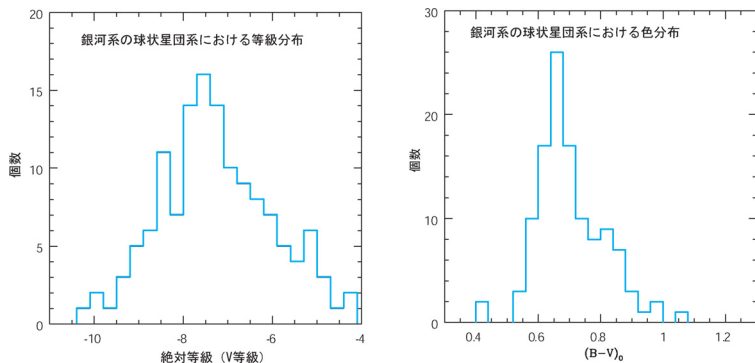 銀河系の球状星団系における等級分布
20
15
10
5
0
個数
-10 -8 -6 -4
絶対等級（V等級）
銀河系の球状星団系における色分布
30
20
10
0
個数
0.4 0.6 0.8 1 1.2
(B−V)₀